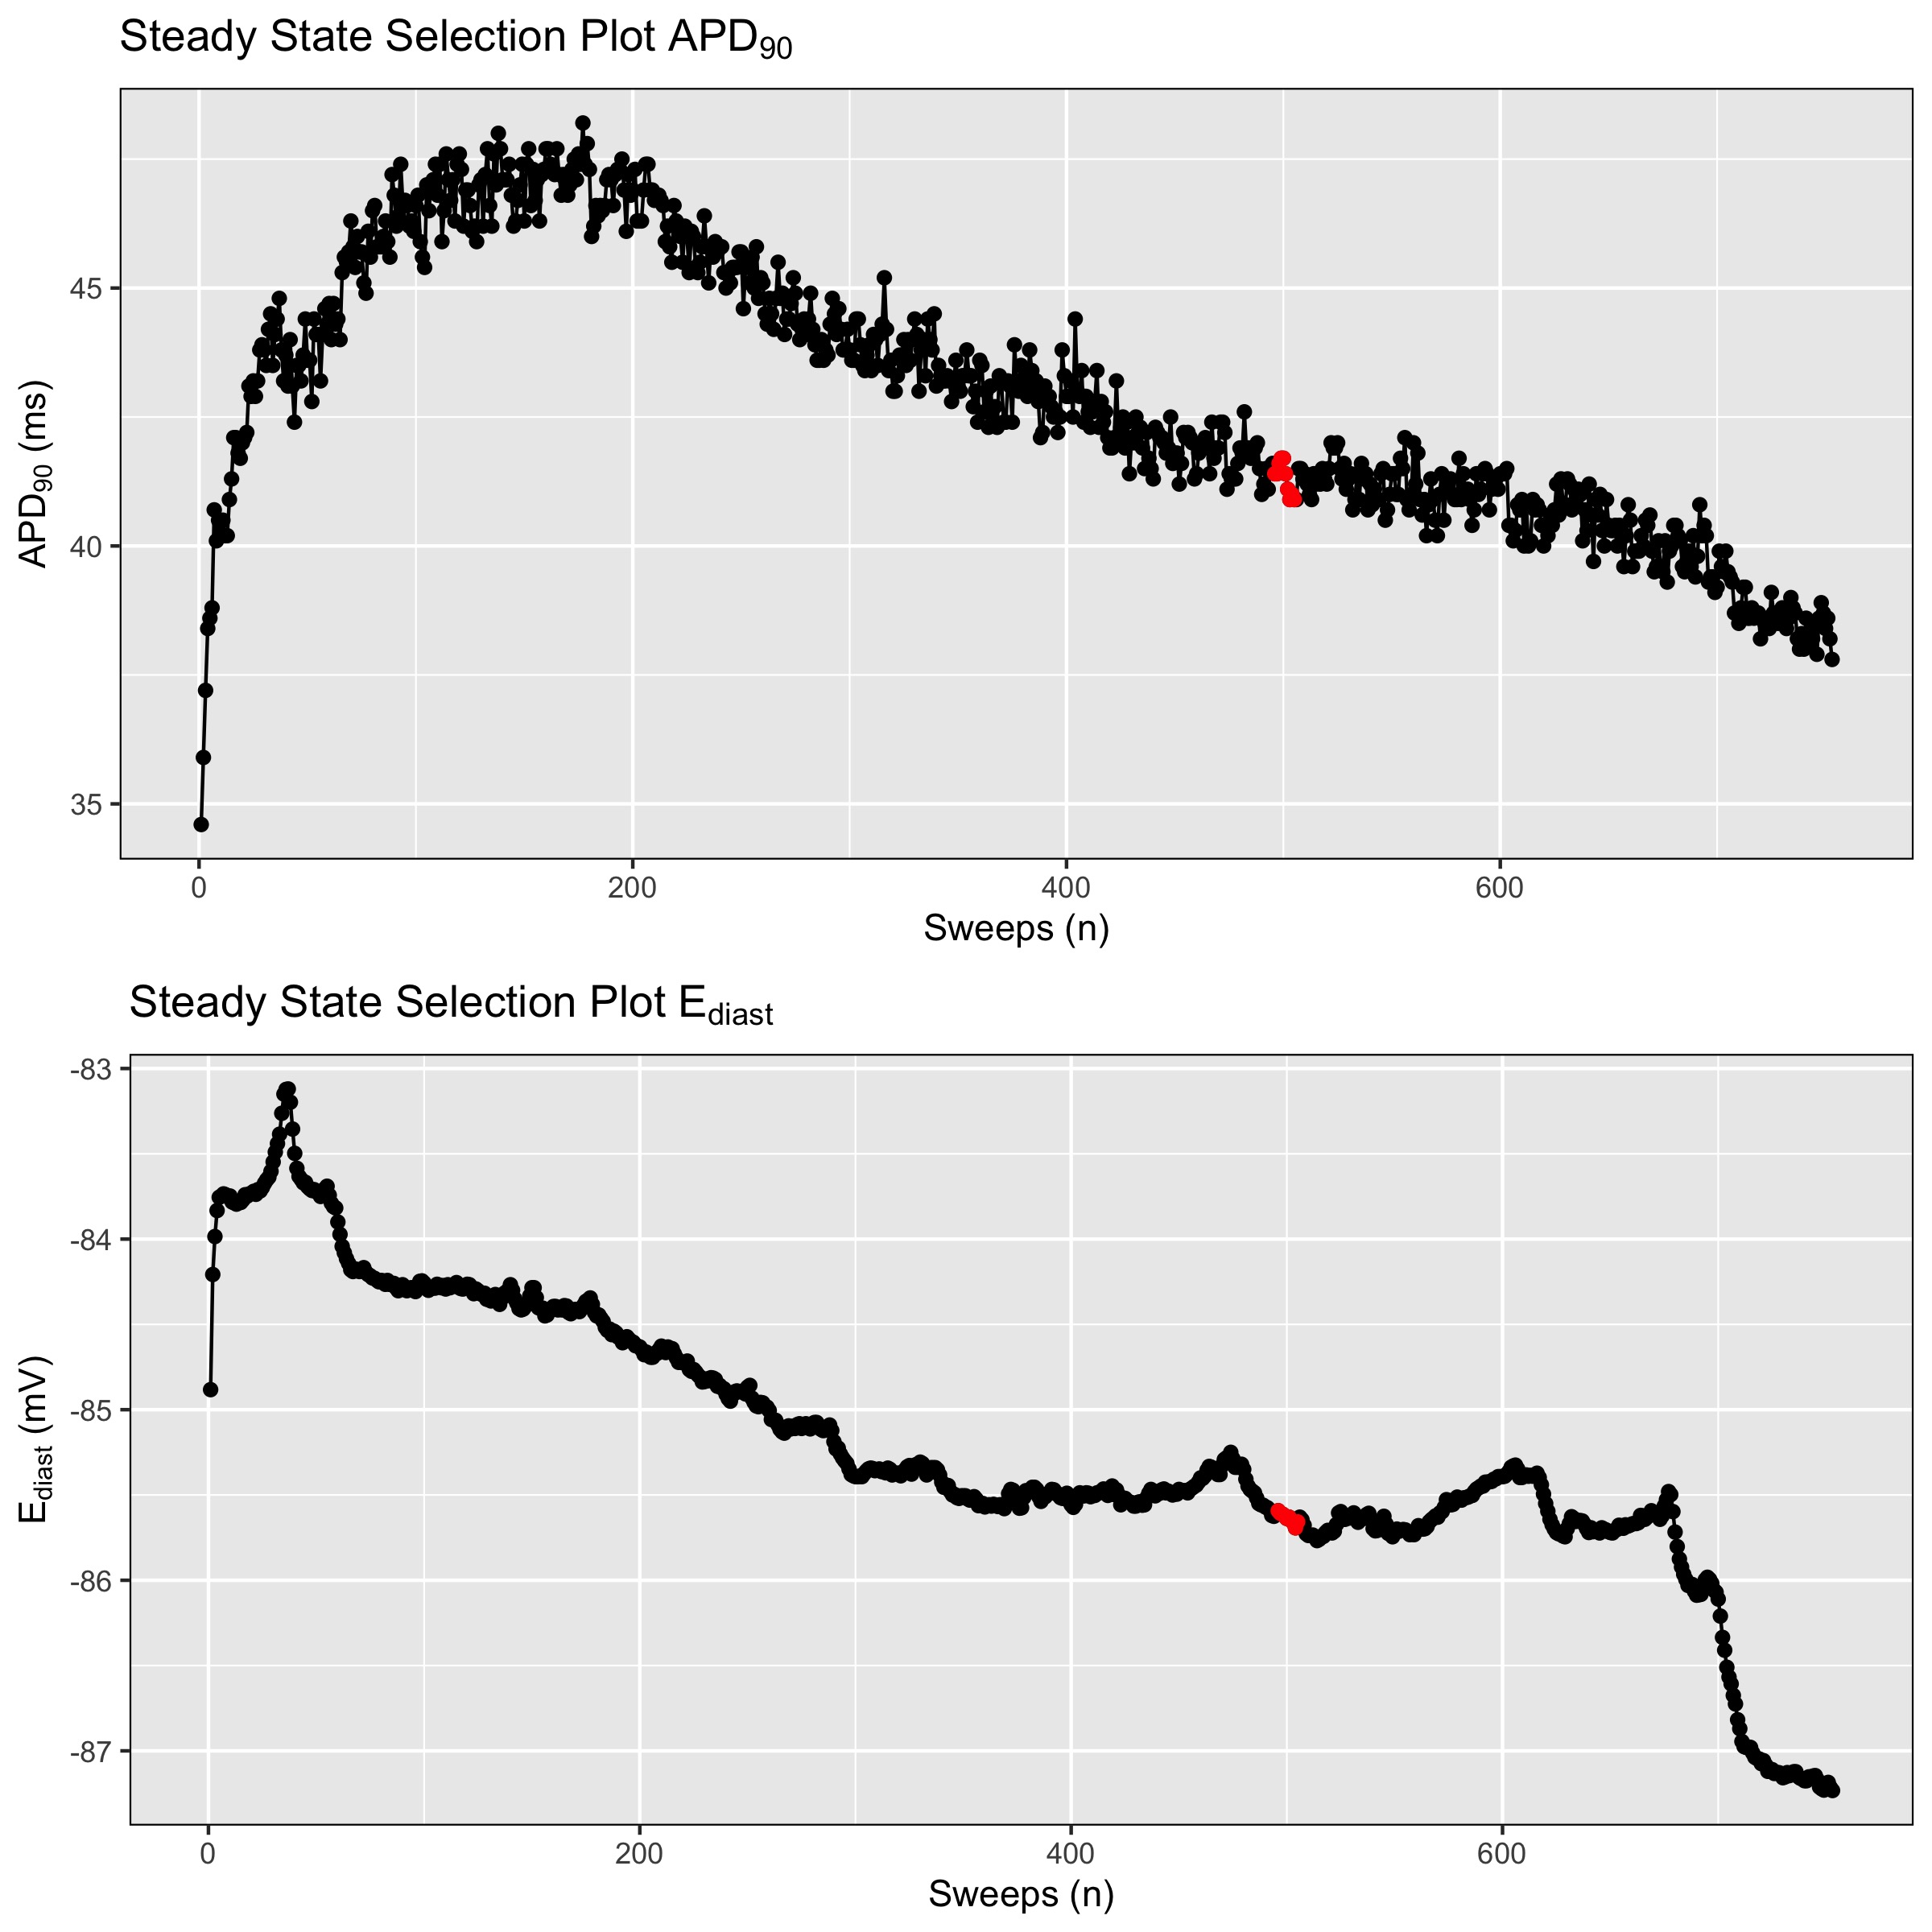 Steady State Selection Plot APD90
45
40
35
APD90 (ms)
0 200 400 600
Sweeps (n)
Steady State Selection Plot Ediast
-83
-84
-85
-86
-87
Ediast (mV)
0 200 400 600
Sweeps (n)